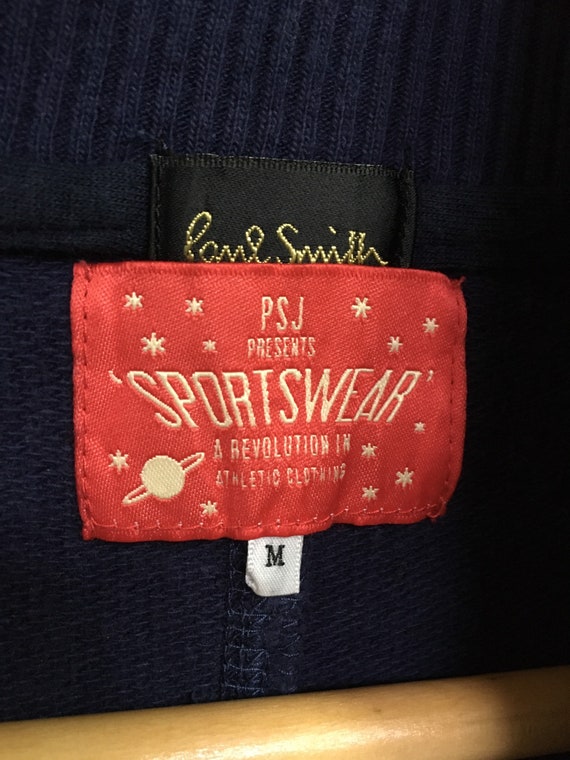 Paul Smith
PSJ
PRESENTS
'SPORTSWEAR'
A REVOLUTION IN
ATHLETIC CLOTHING
M